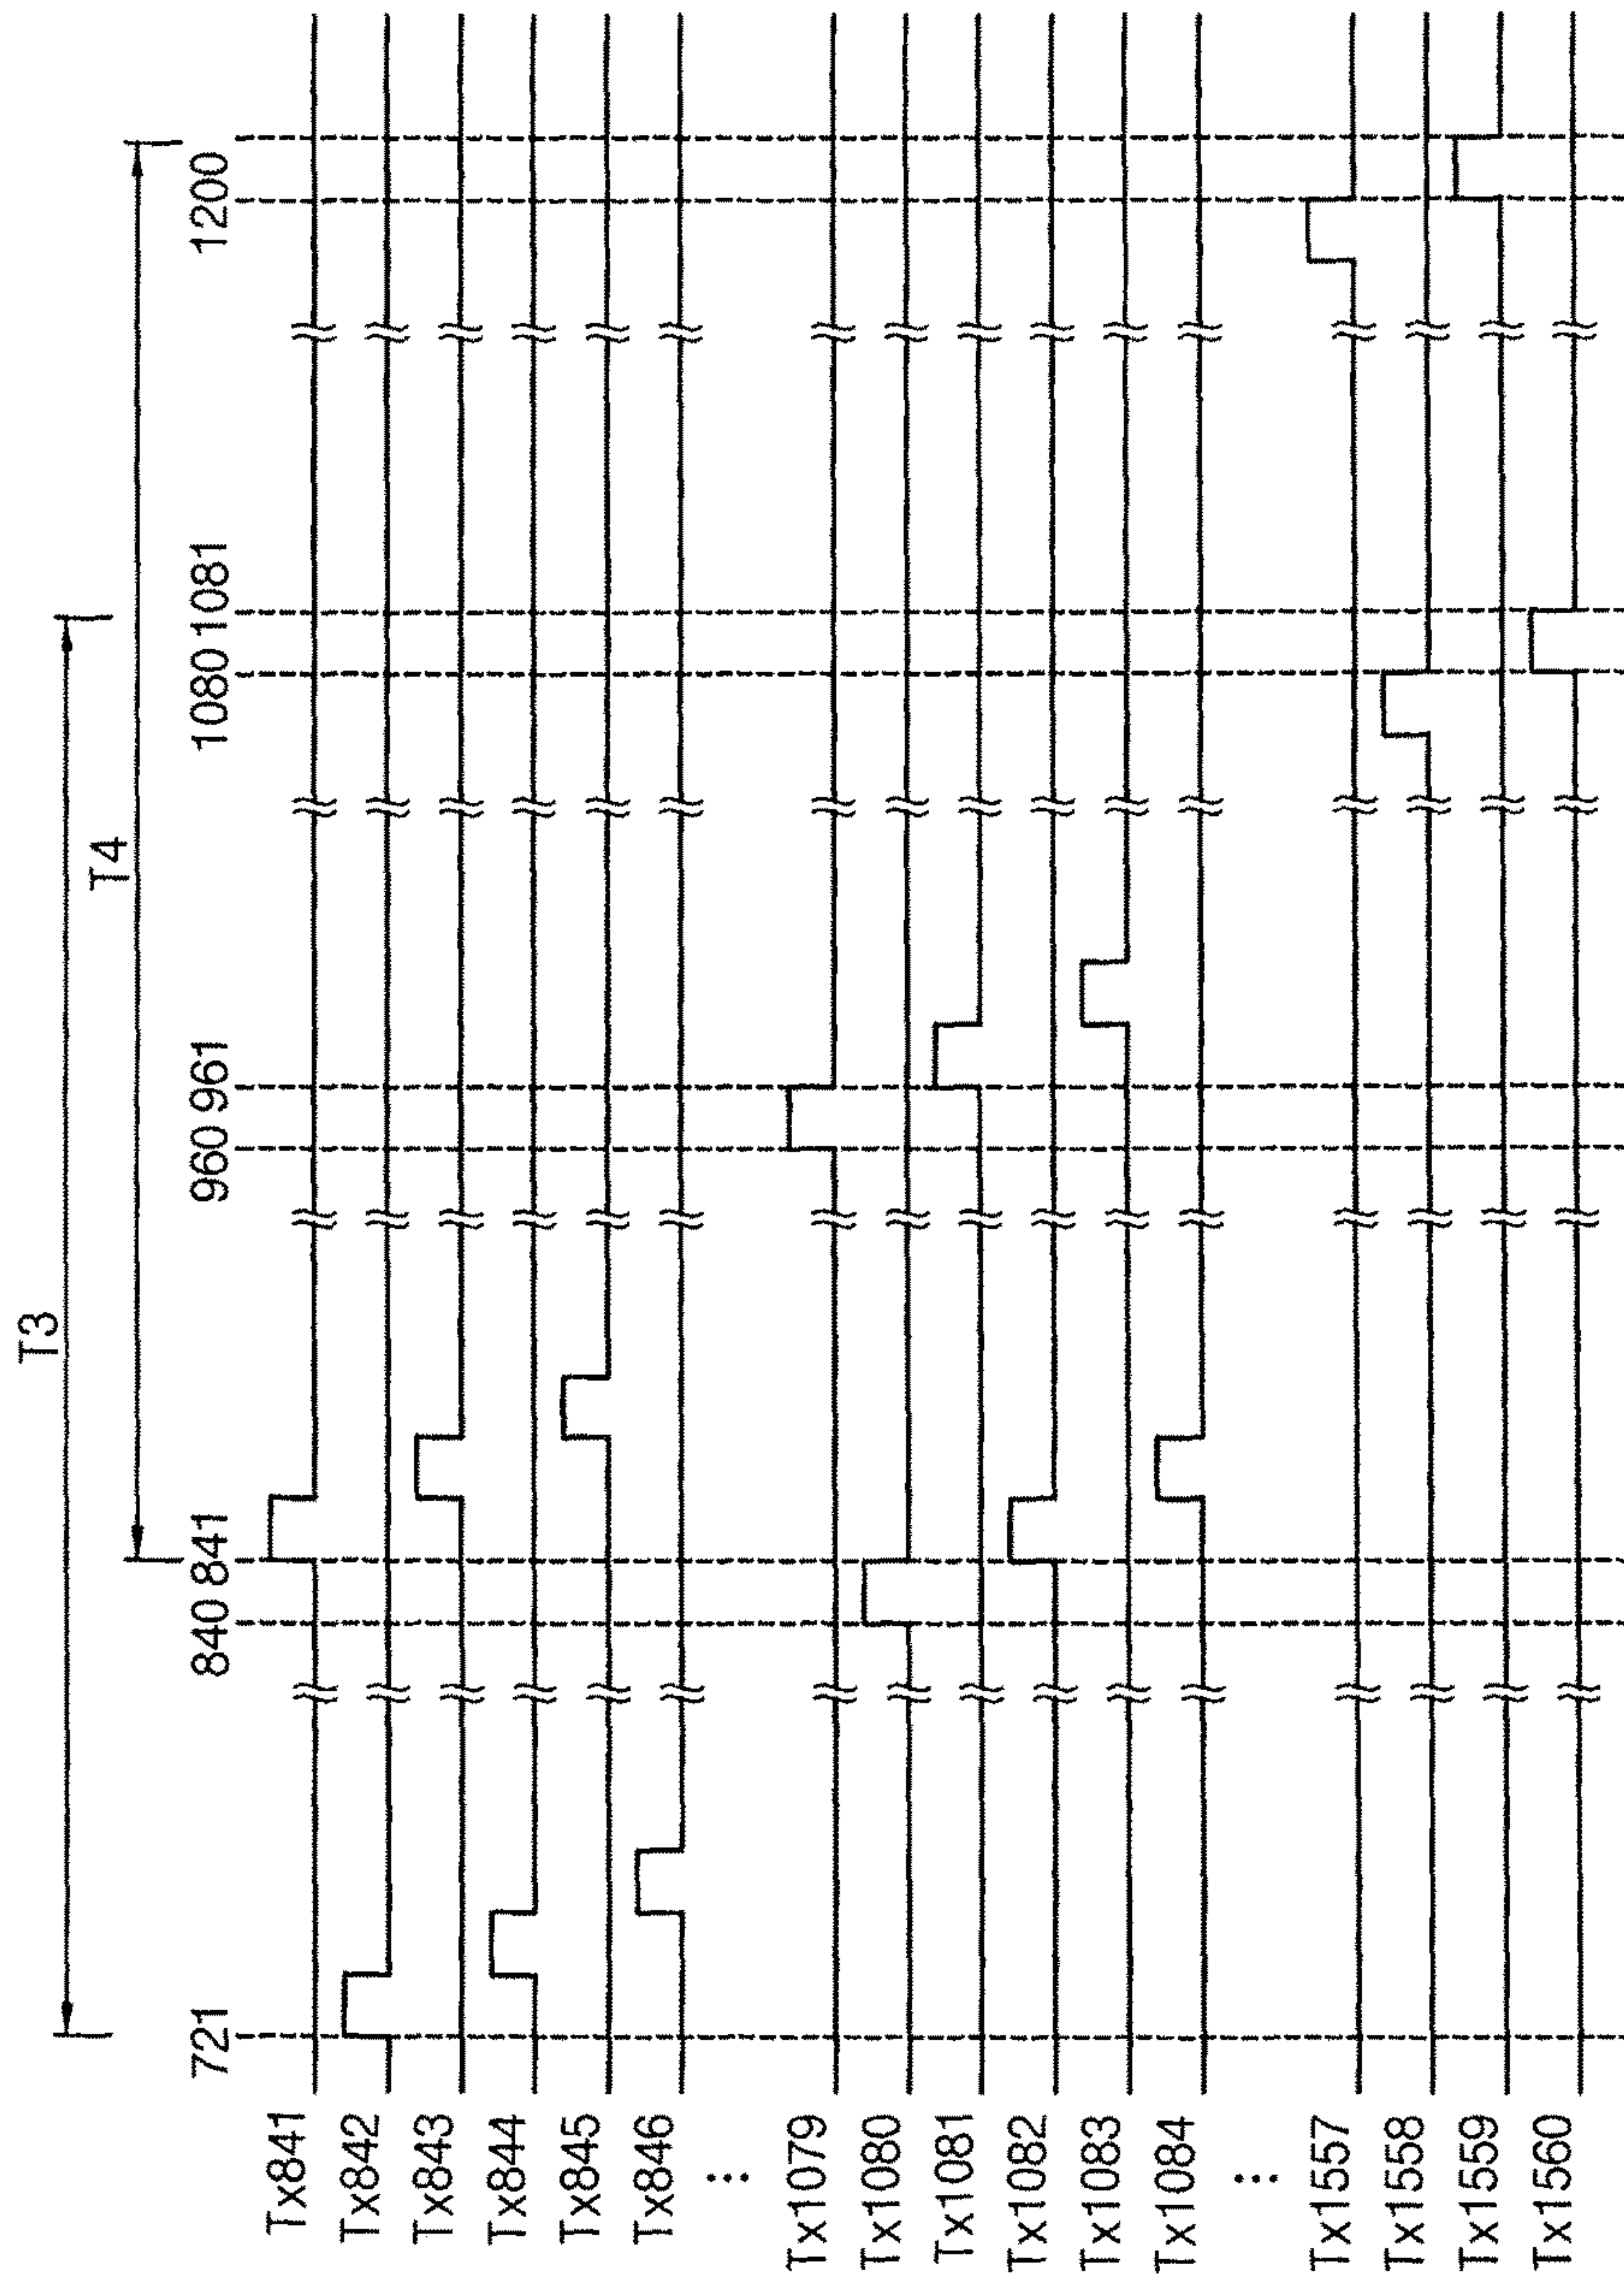 T3
T4
721 840 841 960 961 1080 1081 1200
Tx841
Tx842
Tx843
Tx844
Tx845
Tx846
⋮
Tx1079
Tx1080
Tx1081
Tx1082
Tx1083
Tx1084
⋮
Tx1557
Tx1558
Tx1559
Tx1560